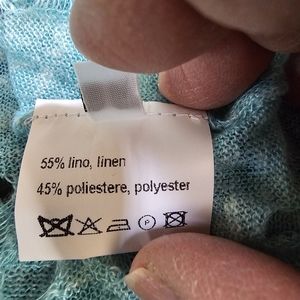 55% lino, linen
45% poliestere, polyester